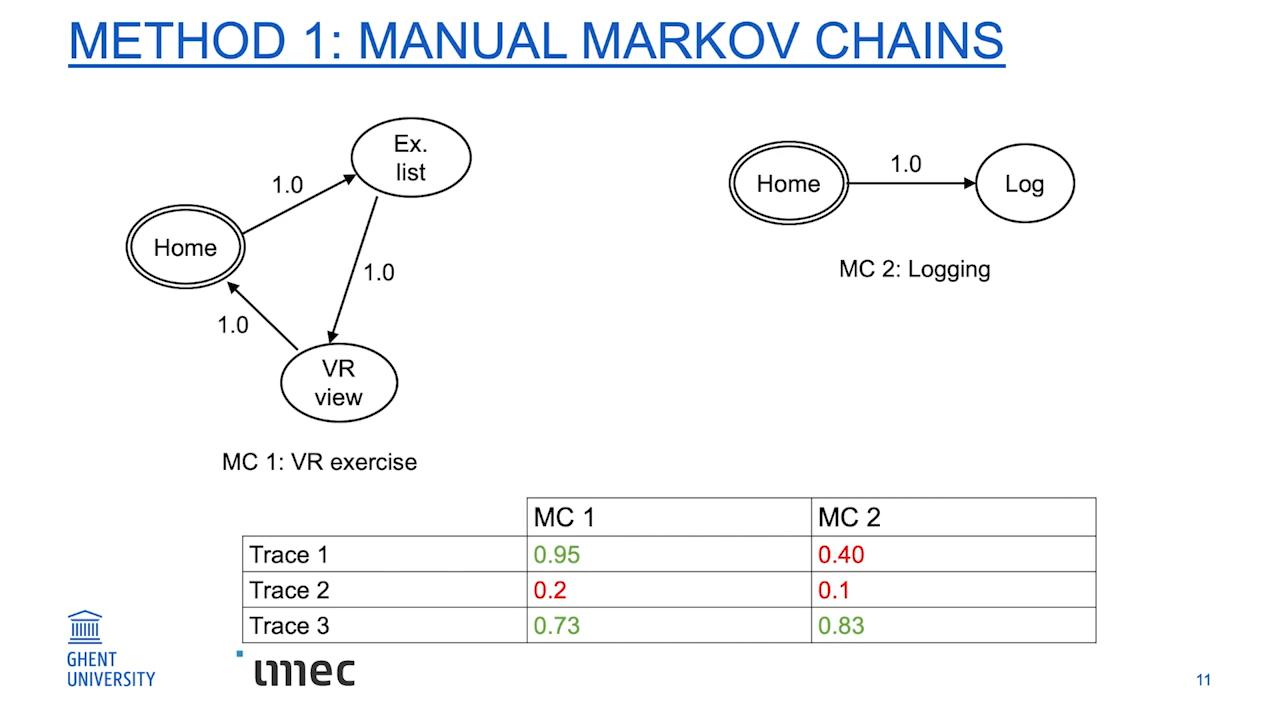 METHOD 1: MANUAL MARKOV CHAINS
Ex.
list
1.0
Home
1.0
1.0
VR
view
MC 1: VR exercise
Home
1.0
Log
MC 2: Logging
MC 1 MC 2
Trace 1 0.95 0.40
Trace 2 0.2 0.1
Trace 3 0.73 0.83
GHENT
UNIVERSITY
imec
11